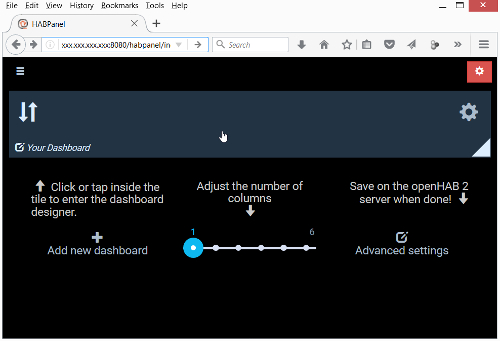 File Edit View History Bookmarks Tools Help
HABPanel
xxx.xxx.xxx.xxx:8080/habpanel/in
Search
Your Dashboard
Click or tap inside the
tile to enter the dashboard
designer.
Adjust the number of
columns
Save on the openHAB 2
server when done!
1 6
Add new dashboard
Advanced settings